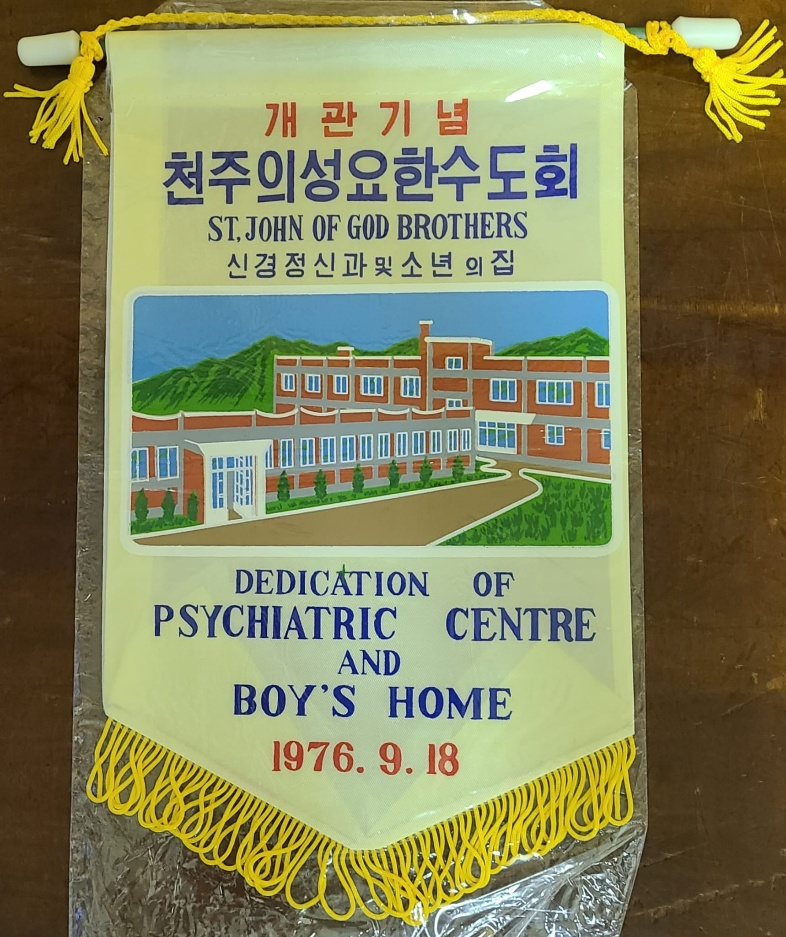 개관기념
천주의성요한수도회
ST. JOHN OF GOD BROTHERS
신경정신과 및 소년의 집
DEDICATION OF
PSYCHIATRIC CENTRE
AND
BOY'S HOME
1976. 9. 18